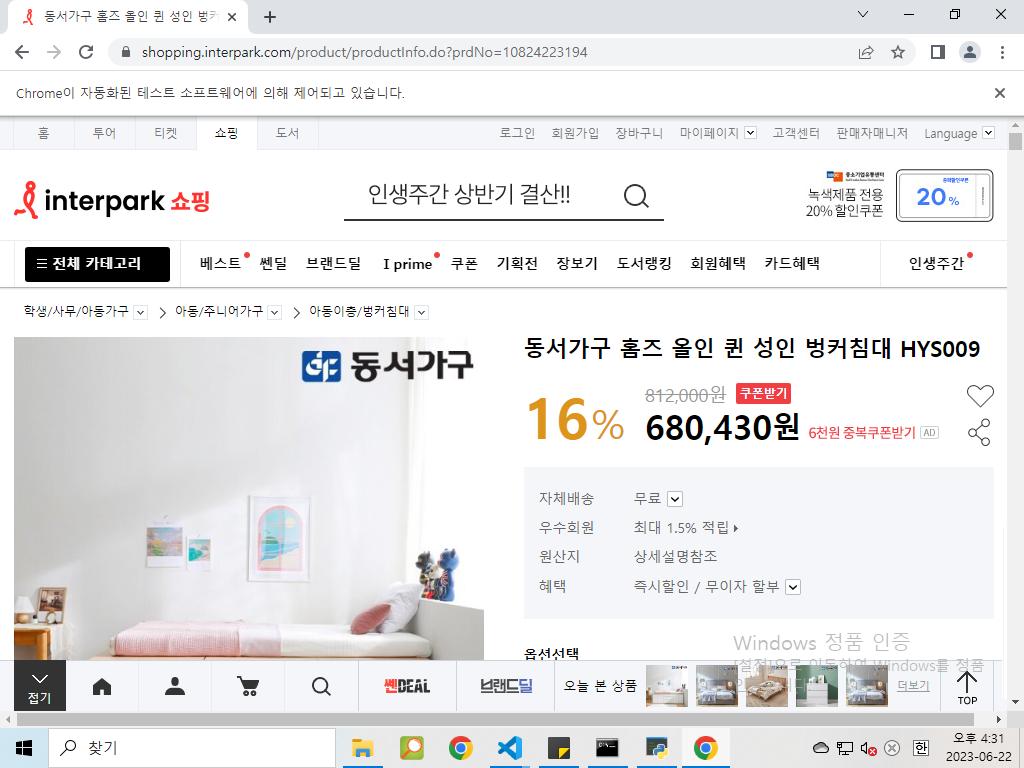 동서가구 홈즈 올인 퀸 성인 벙커
shopping.interpark.com/product/productInfo.do?prdNo=10824223194
Chrome이 자동화된 테스트 소프트웨어에 의해 제어되고 있습니다.
홈 투어 티켓 쇼핑 도서 로그인 회원가입 장바구니 마이페이지 고객센터 판매자매니저 Language
interpark 쇼핑 인생주간 상반기 결산!!
중소기업유통센터
녹색제품 전용
20% 할인쿠폰
중복할인쿠폰
20%
전체 카테고리 베스트 쎈딜 브랜드딜 I prime 쿠폰 기획전 장보기 도서랭킹 회원혜택 카드혜택 인생주간
학생/사무/아동가구 아동/주니어가구 아동이층/벙커침대
동서가구
동서가구 홈즈 올인 퀸 성인 벙커침대 HYS009
16%
812,000원 쿠폰받기
680,430원 6천원 중복쿠폰받기 AD
자체배송 무료
우수회원 최대 1.5% 적립
원산지 상세설명참조
혜택 즉시할인 / 무이자 할부
옵션선택
Windows 정품 인증
[설정]으로 이동하여 Windows를 정품
접기
쎈DEAL
브랜드딜
오늘 본 상품
더보기
TOP
찾기
한
오후 4:31
2023-06-22